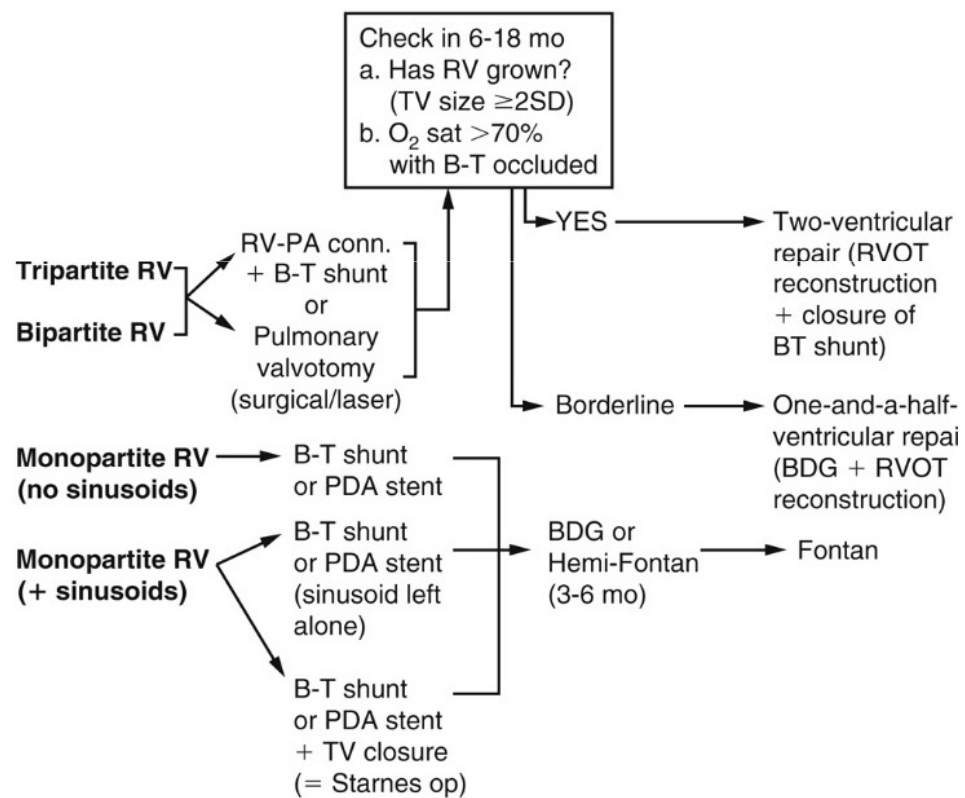 Check in 6-18 mo
a. Has RV grown?
(TV size ≥2SD)
b. O₂ sat >70%
with B-T occluded
Tripartite RV
Bipartite RV
RV-PA conn.
+ B-T shunt
or
Pulmonary
valvotomy
(surgical/laser)
YES
Two-ventricular
repair (RVOT
reconstruction
+ closure of
BT shunt)
Borderline
One-and-a-half-
ventricular repair
(BDG + RVOT
reconstruction)
Monopartite RV
(no sinusoids)
B-T shunt
or PDA stent
Monopartite RV
(+ sinusoids)
B-T shunt
or PDA stent
(sinusoid left
alone)
B-T shunt
or PDA stent
+ TV closure
(= Starnes op)
BDG or
Hemi-Fontan
(3-6 mo)
Fontan